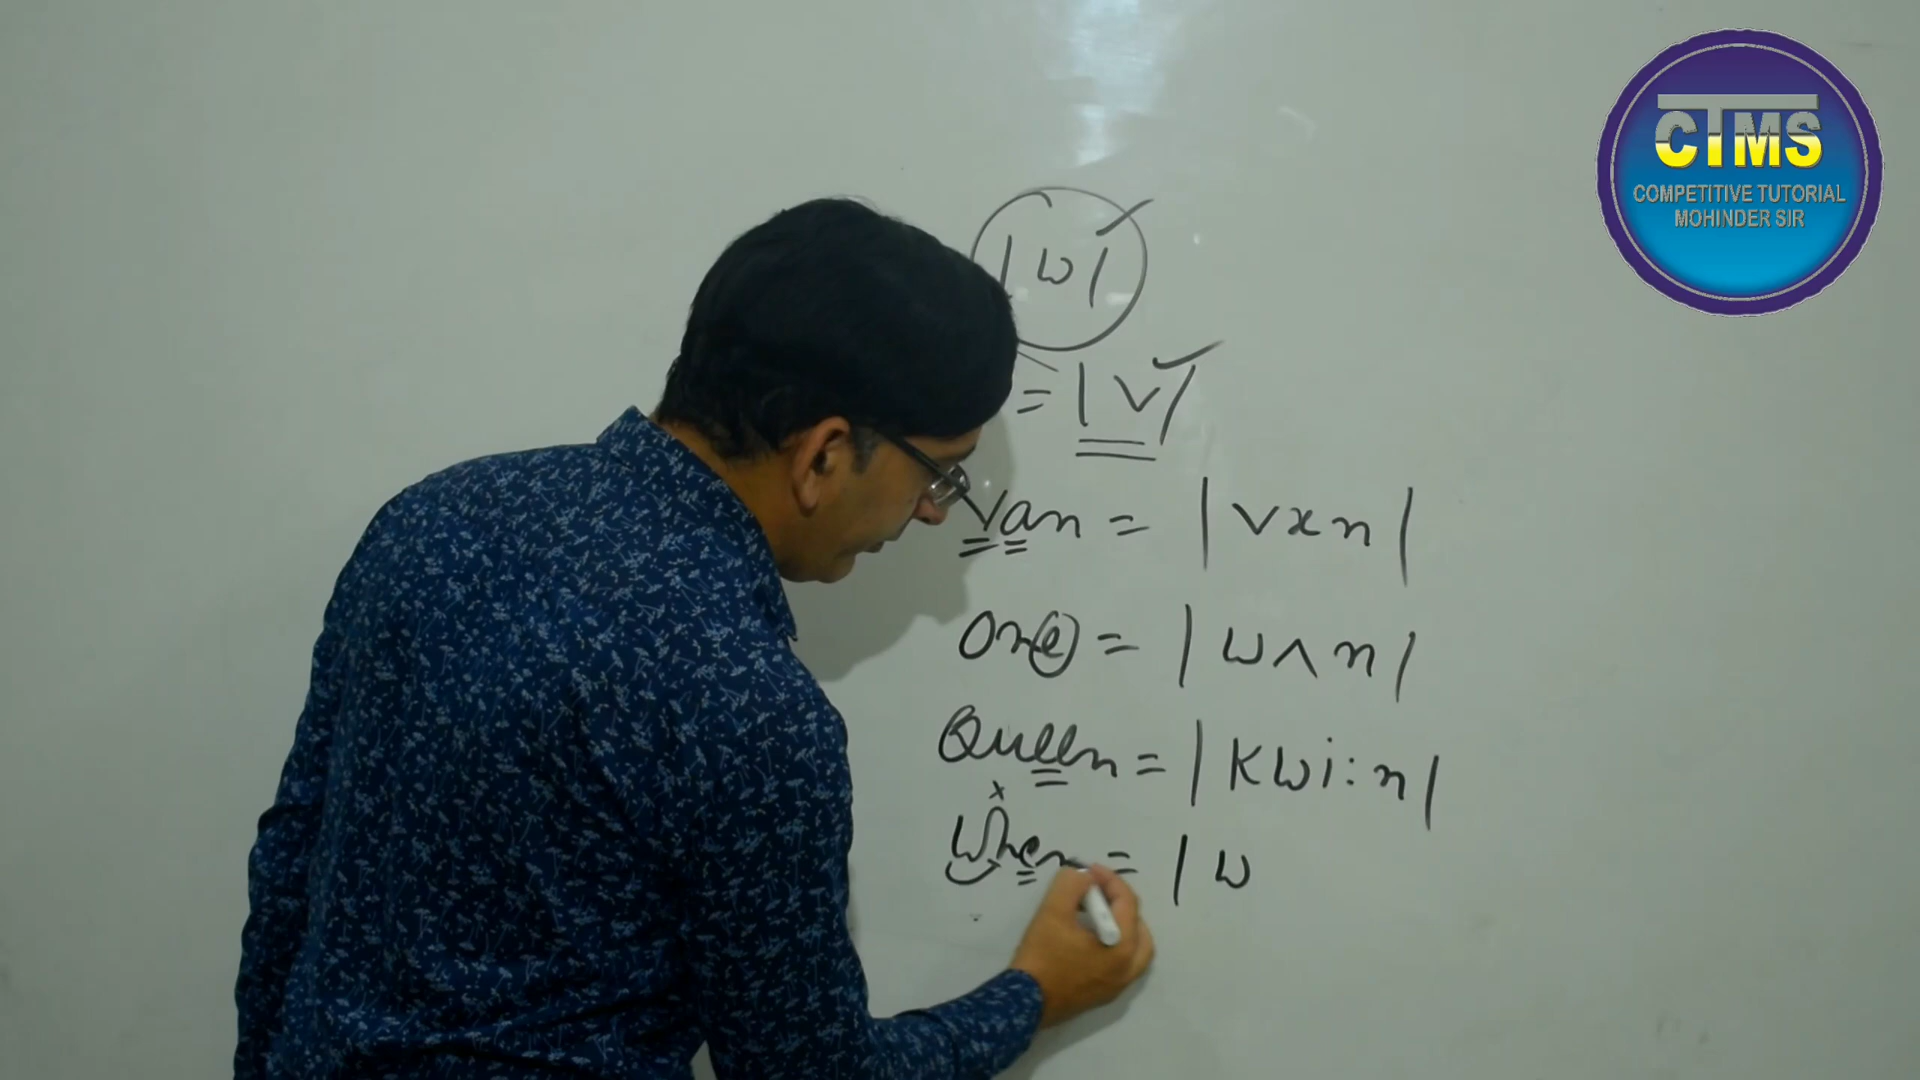 CTMS
COMPETITIVE TUTORIAL
MOHINDER SIR
/w/
= /v/
Van = /væn/
One = /wʌn/
Queen = /kwi:n/
x
When = /w